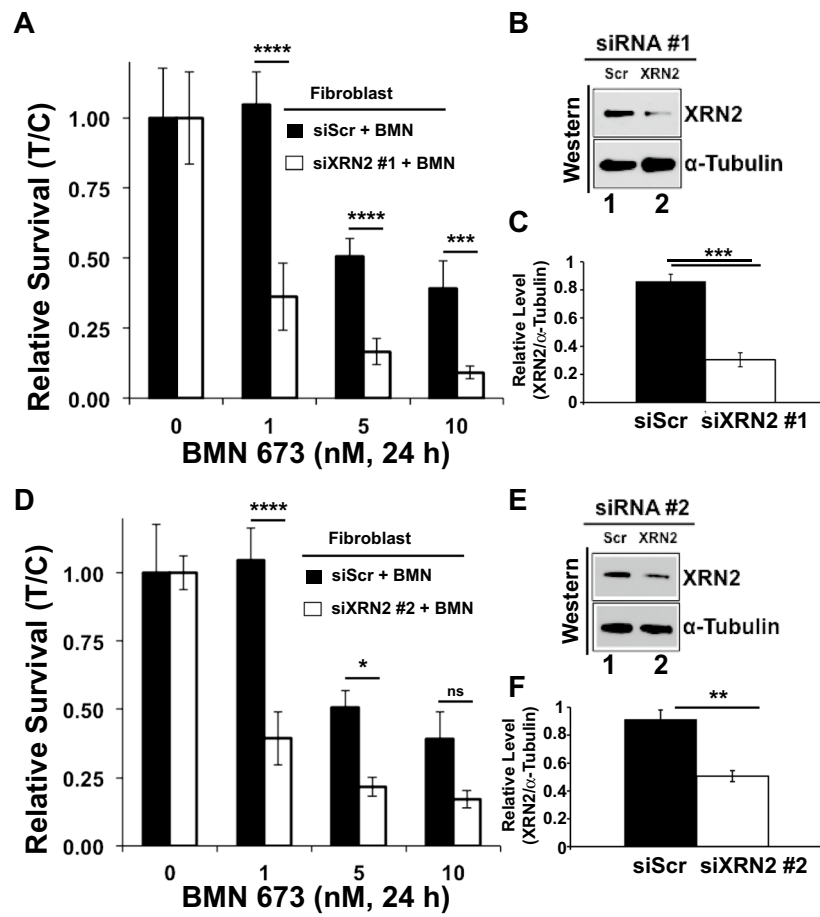 A
Relative Survival (T/C)
1.00
0.75
0.50
0.25
0.00
****
****
***
Fibroblast
siScr + BMN
siXRN2 #1 + BMN
0 1 5 10
BMN 673 (nM, 24 h)
B
siRNA #1
Scr XRN2
Western
XRN2
α-Tubulin
1 2
C
***
Relative Level
(XRN2/α-Tubulin)
1
0.8
0.6
0.4
0.2
0
siScr siXRN2 #1
D
Relative Survival (T/C)
1.00
0.75
0.50
0.25
0.00
****
*
ns
Fibroblast
siScr + BMN
siXRN2 #2 + BMN
0 1 5 10
BMN 673 (nM, 24 h)
E
siRNA #2
Scr XRN2
Western
XRN2
α-Tubulin
1 2
F
**
Relative Level
(XRN2/α-Tubulin)
1
0.8
0.6
0.4
0.2
0
siScr siXRN2 #2